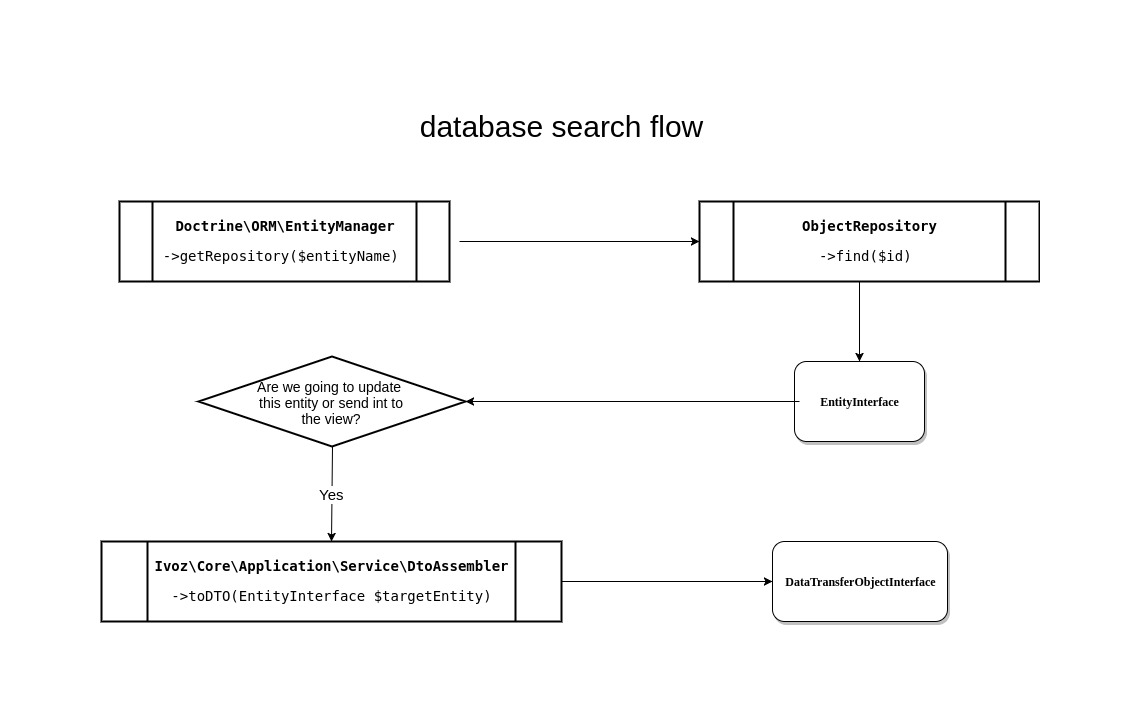 database search flow
Doctrine\ORM\EntityManager
->getRepository($entityName)
ObjectRepository
->find($id)
Are we going to update
this entity or send int to
the view?
EntityInterface
Yes
Ivoz\Core\Application\Service\DtoAssembler
->toDTO(EntityInterface $targetEntity)
DataTransferObjectInterface